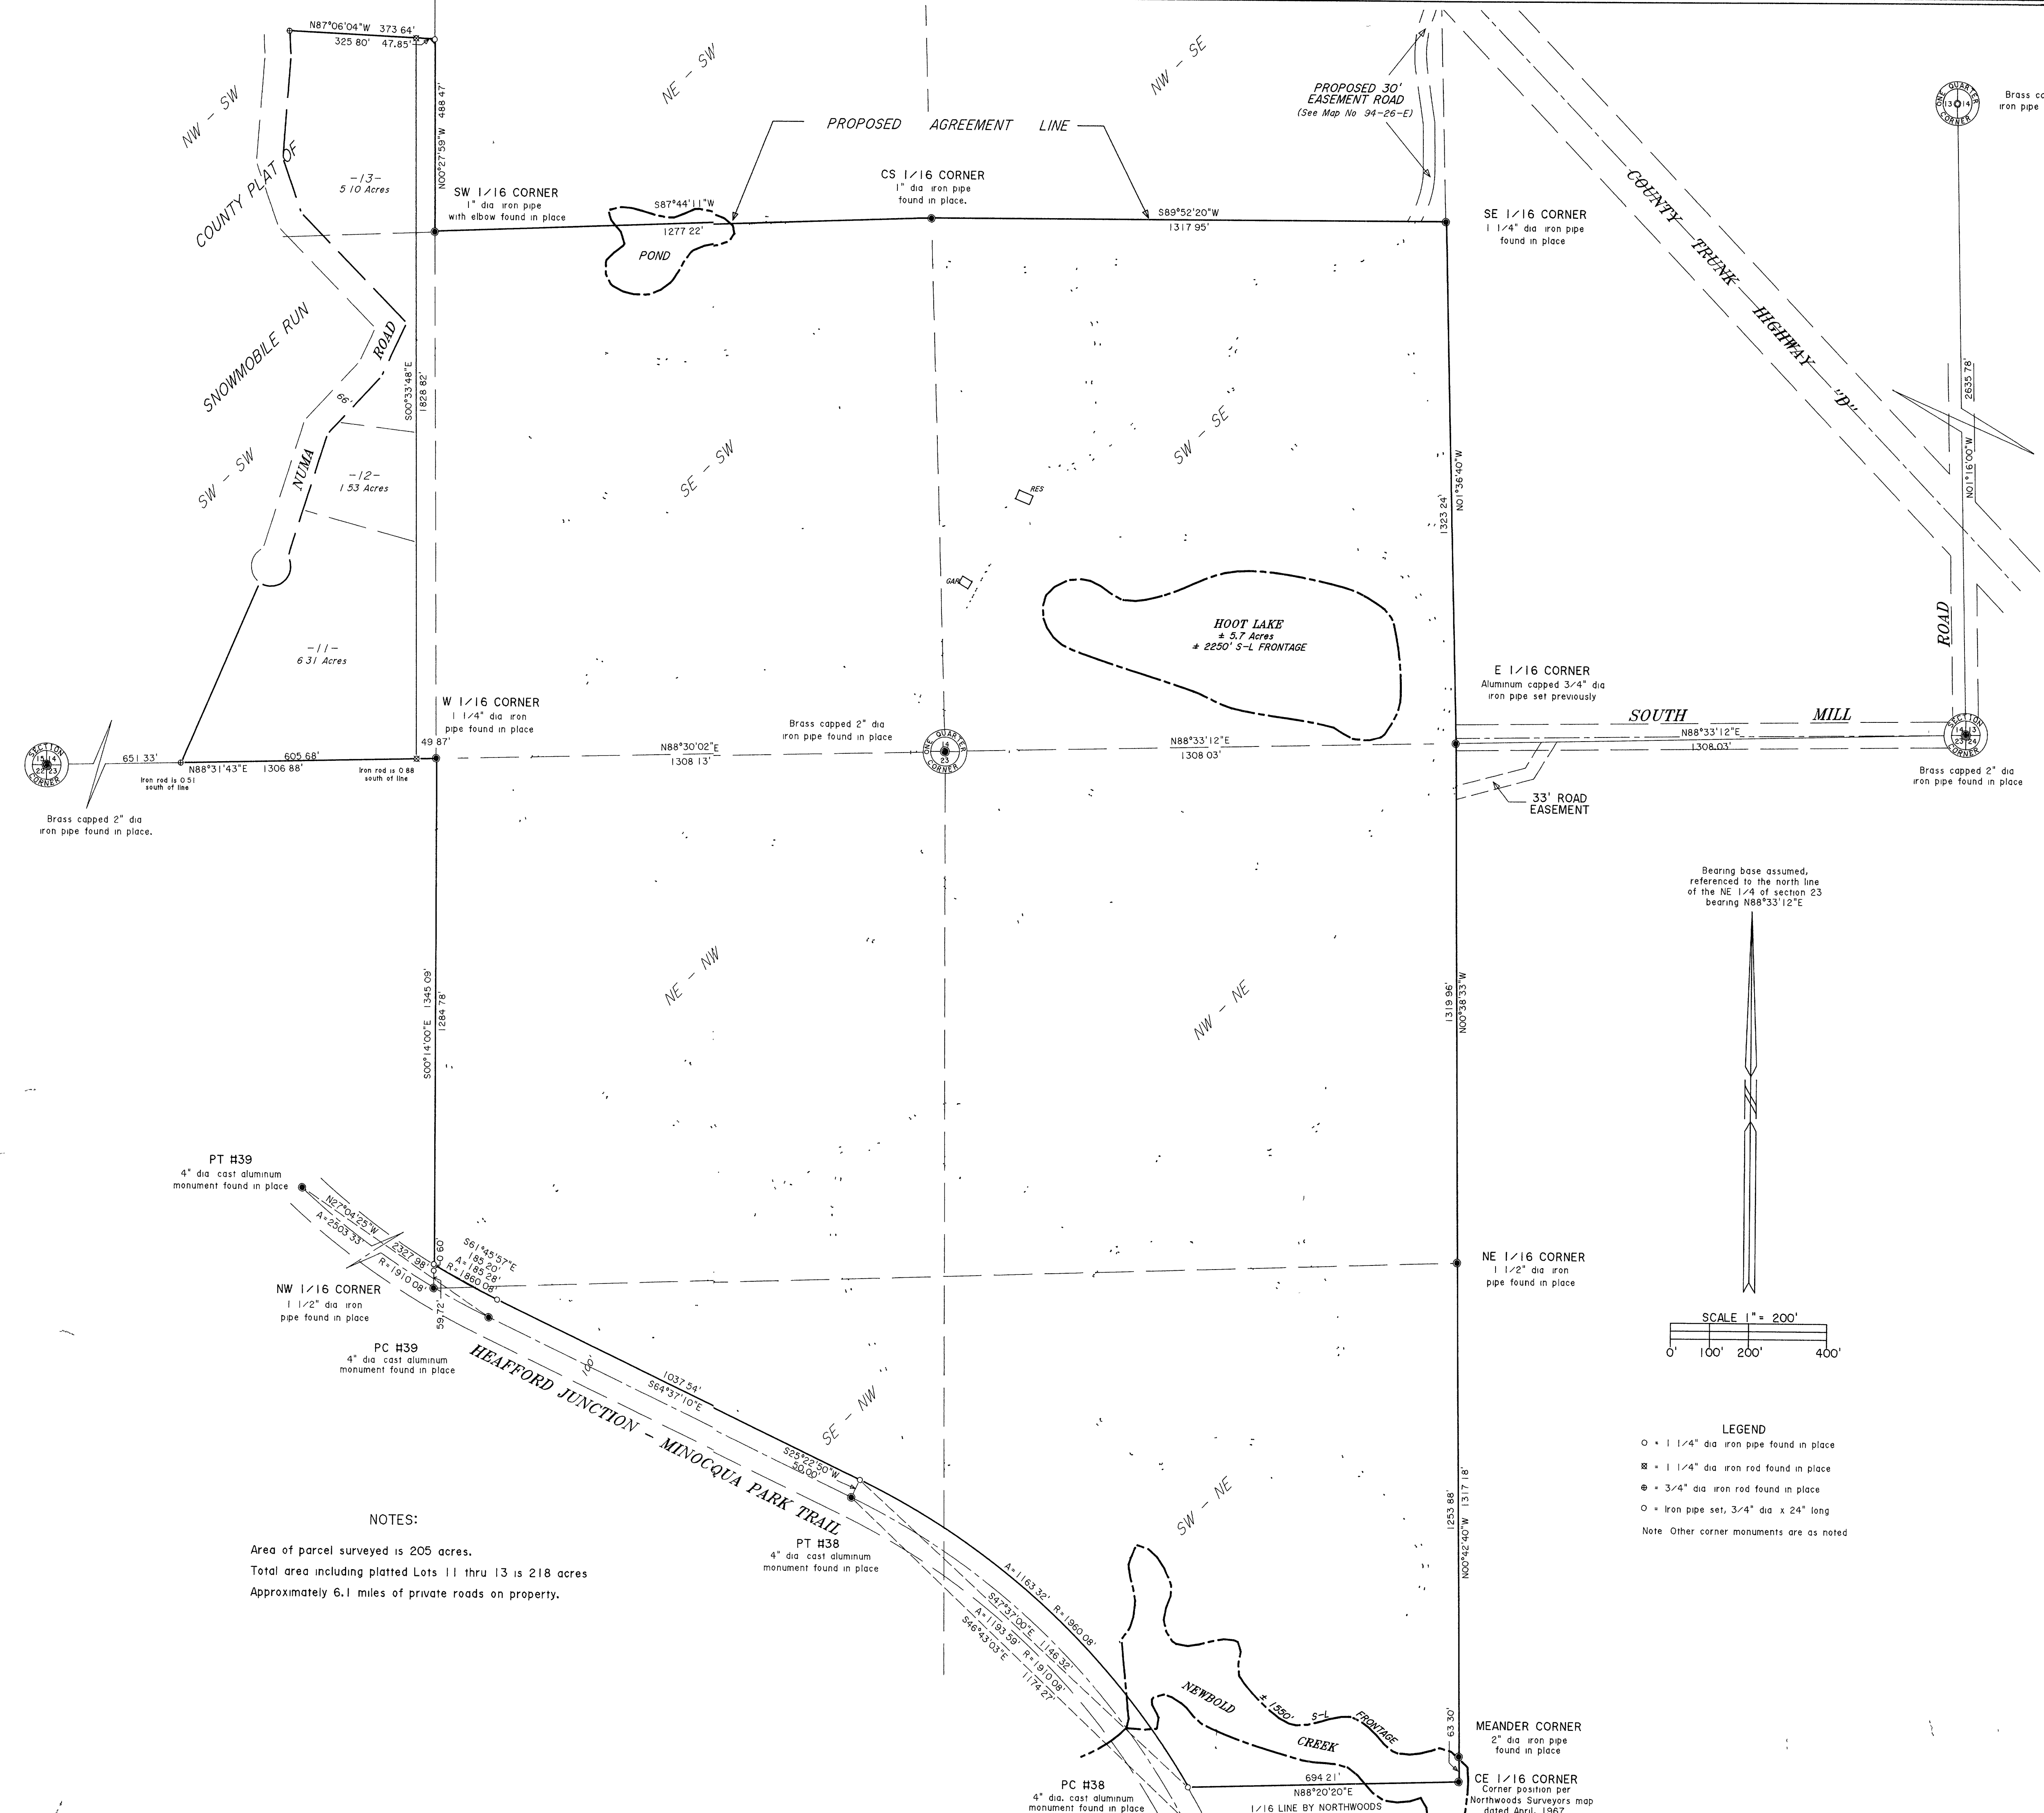 N87°06'04"W 373 64'
325 80' 47.85'
NW - SW
NE - SW
NW - SE
COUNTY PLAT OF
SNOWMOBILE RUN
-13-
5 10 Acres
N00°27'59"W 488 47'
PROPOSED AGREEMENT LINE
PROPOSED 30'
EASEMENT ROAD
(See Map No 94-26-E)
ONE QUARTER
13 14
CORNER
SW 1/16 CORNER
1" dia iron pipe
with elbow found in place
S87°44'11"W
1277 22'
POND
CS 1/16 CORNER
1" dia iron pipe
found in place.
S89°52'20"W
1317 95'
SE 1/16 CORNER
1 1/4" dia iron pipe
found in place
COUNTY TRUNK HIGHWAY "D"
2635 78'
N01°16'00"W
NUMA ROAD
66'
S00°33'48"E
1828 82'
SW - SW
SE - SW
SW - SE
-12-
1 53 Acres
RES
GAR
1323 24'
N01°36'40"W
HOOT LAKE
± 5.7 Acres
± 2250' S-L FRONTAGE
-11-
6 31 Acres
E 1/16 CORNER
Aluminum capped 3/4" dia
iron pipe set previously
SOUTH MILL ROAD
N88°33'12"E
1308.03'
W 1/16 CORNER
1 1/4" dia iron
pipe found in place
49 87'
SECTION
15 14
22 23
CORNER
651 33'
605 68'
N88°31'43"E 1306 88'
Iron rod is 0 51
south of line
Iron rod is 0 88
south of line
Brass capped 2" dia
iron pipe found in place.
N88°30'02"E
1308 13'
Brass capped 2" dia
iron pipe found in place
ONE QUARTER
14
23
CORNER
N88°33'12"E
1308 03'
SECTION
14 13
23 24
CORNER
Brass capped 2" dia
iron pipe found in place
33' ROAD
EASEMENT
Bearing base assumed,
referenced to the north line
of the NE 1/4 of section 23
bearing N88°33'12"E
N
S00°14'00"E 1345 09'
1284 78'
NE - NW
NW - NE
1319 96'
N00°38'33"W
PT #39
4" dia cast aluminum
monument found in place
N27°04'25"W
A=2503 33'
2327.98'
R=1910 08'
S61°45'57"E
185.20'
A=185.28'
R=1860 08'
59.72'
NW 1/16 CORNER
1 1/2" dia iron
pipe found in place
PC #39
4" dia cast aluminum
monument found in place
NE 1/16 CORNER
1 1/2" dia iron
pipe found in place
SCALE 1" = 200'
0' 100' 200' 400'
HEAFFORD JUNCTION - MINOCQUA PARK TRAIL
100'
1037.54'
S64°37'10"E
SE - NW
S25°22'50"W
50.00'
PT #38
4" dia cast aluminum
monument found in place
SW - NE
1253 88'
N00°42'40"W 1317 18'
LEGEND
= 1 1/4" dia iron pipe found in place
= 1 1/4" dia iron rod found in place
= 3/4" dia iron rod found in place
= Iron pipe set, 3/4" dia x 24" long
Note Other corner monuments are as noted
NOTES:
Area of parcel surveyed is 205 acres.
Total area including platted Lots 11 thru 13 is 218 acres
Approximately 6.1 miles of private roads on property.
A=1163 32' R=1960 08'
S47°37'00"E 1146 32'
A=1193 59' R=1910 08'
S46°43'03"E 1174 27'
NEWBOLD CREEK
± 1550' S-L FRONTAGE
63 30'
MEANDER CORNER
2" dia iron pipe
found in place
694 21'
N88°20'20"E
1/16 LINE BY NORTHWOODS
PC #38
4" dia. cast aluminum
monument found in place
CE 1/16 CORNER
Corner position per
Northwoods Surveyors map
dated April, 1967